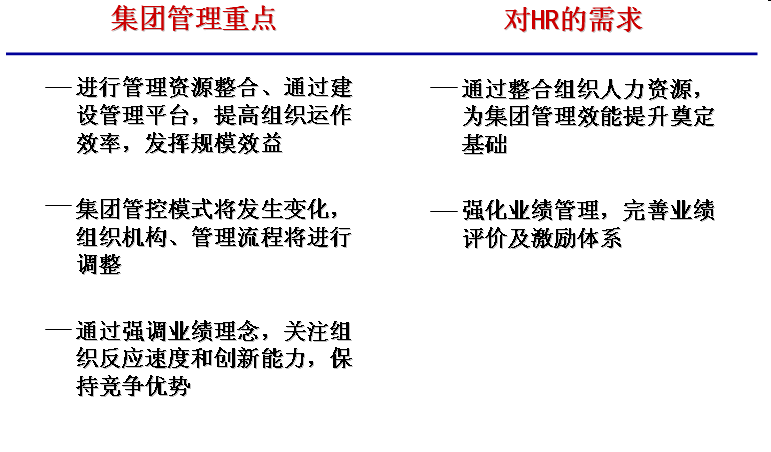 集团管理重点
对HR的需求
— 进行管理资源整合、通过建
设管理平台，提高组织运作
效率，发挥规模效益
— 集团管控模式将发生变化，
组织机构、管理流程将进行
调整
— 通过强调业绩理念，关注组
织反应速度和创新能力，保
持竞争优势
— 通过整合组织人力资源，
为集团管理效能提升奠定
基础
— 强化业绩管理，完善业绩
评价及激励体系